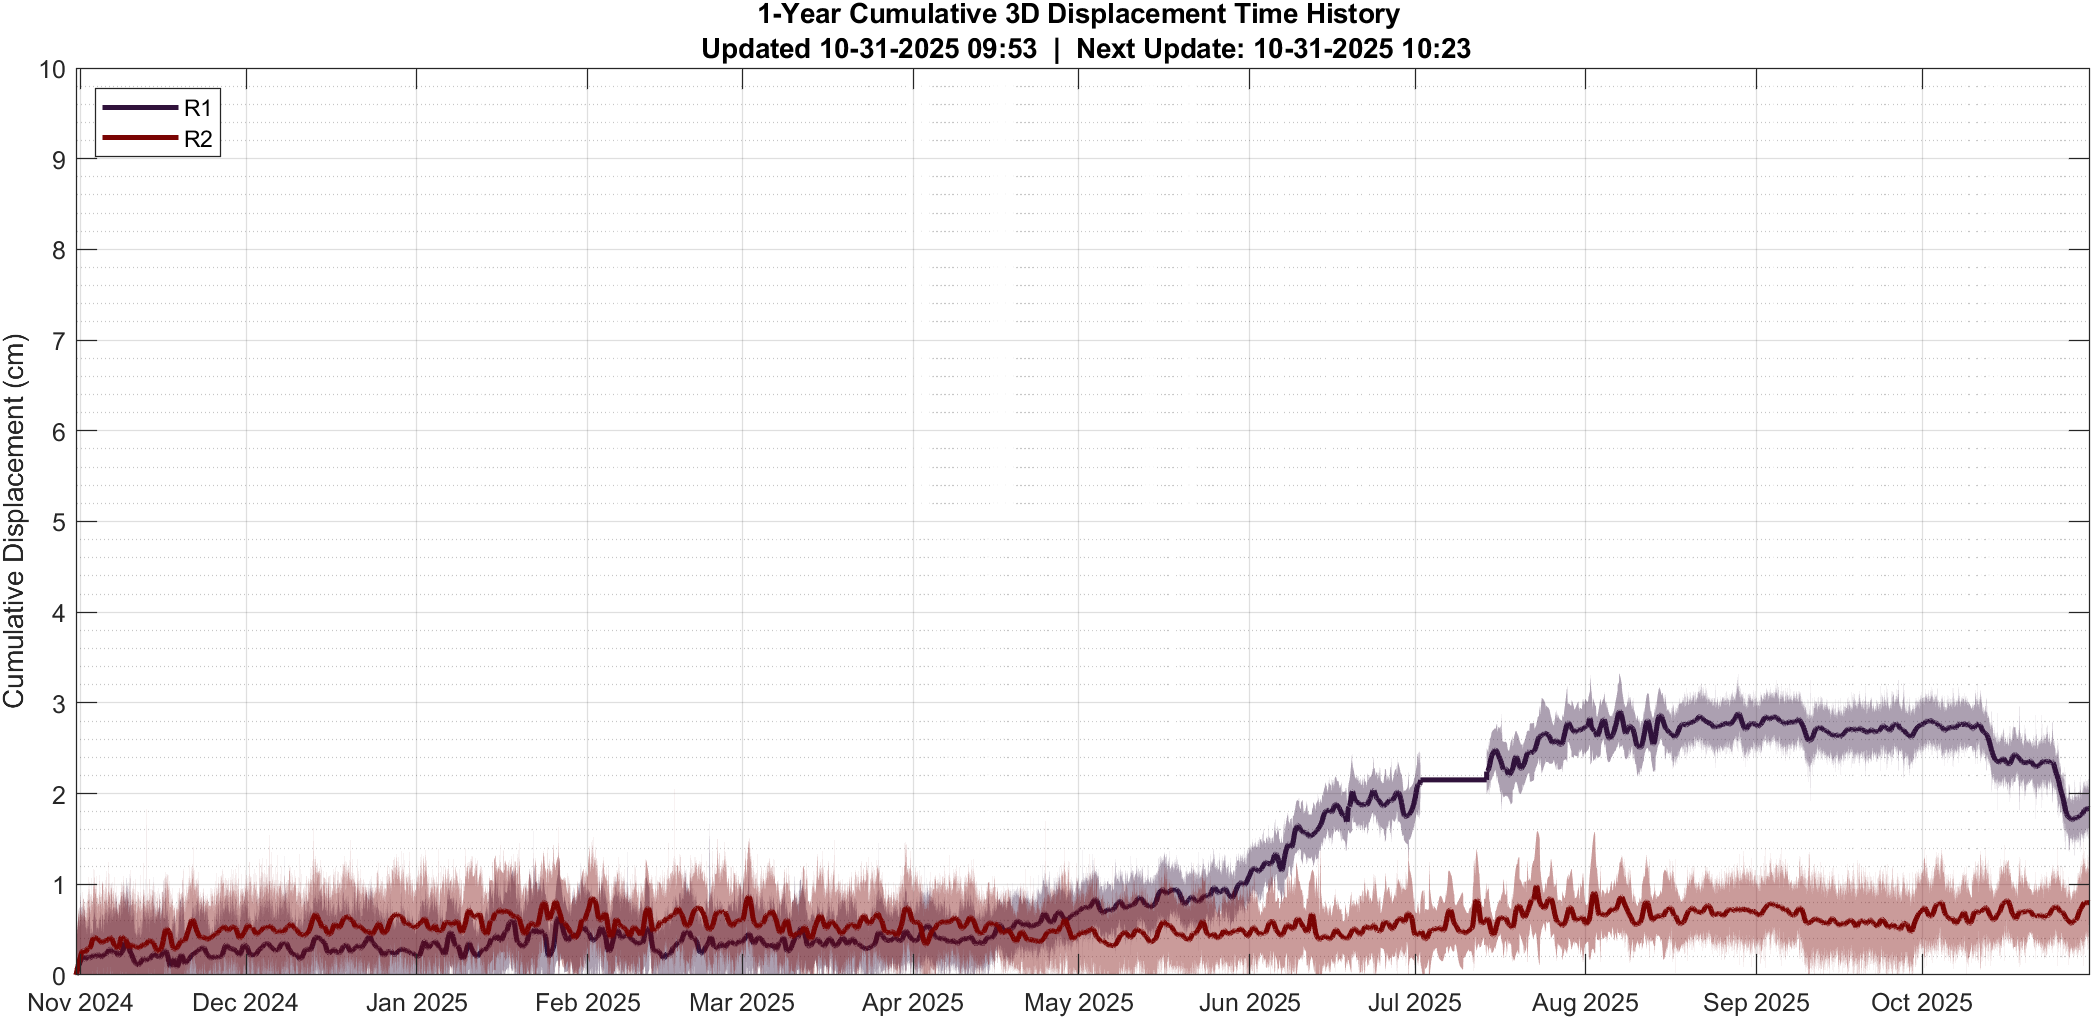 1-Year Cumulative 3D Displacement Time History
Updated 10-31-2025 09:53 | Next Update: 10-31-2025 10:23
R1
R2
Cumulative Displacement (cm)
10
9
8
7
6
5
4
3
2
1
0
Nov 2024 Dec 2024 Jan 2025 Feb 2025 Mar 2025 Apr 2025 May 2025 Jun 2025 Jul 2025 Aug 2025 Sep 2025 Oct 2025